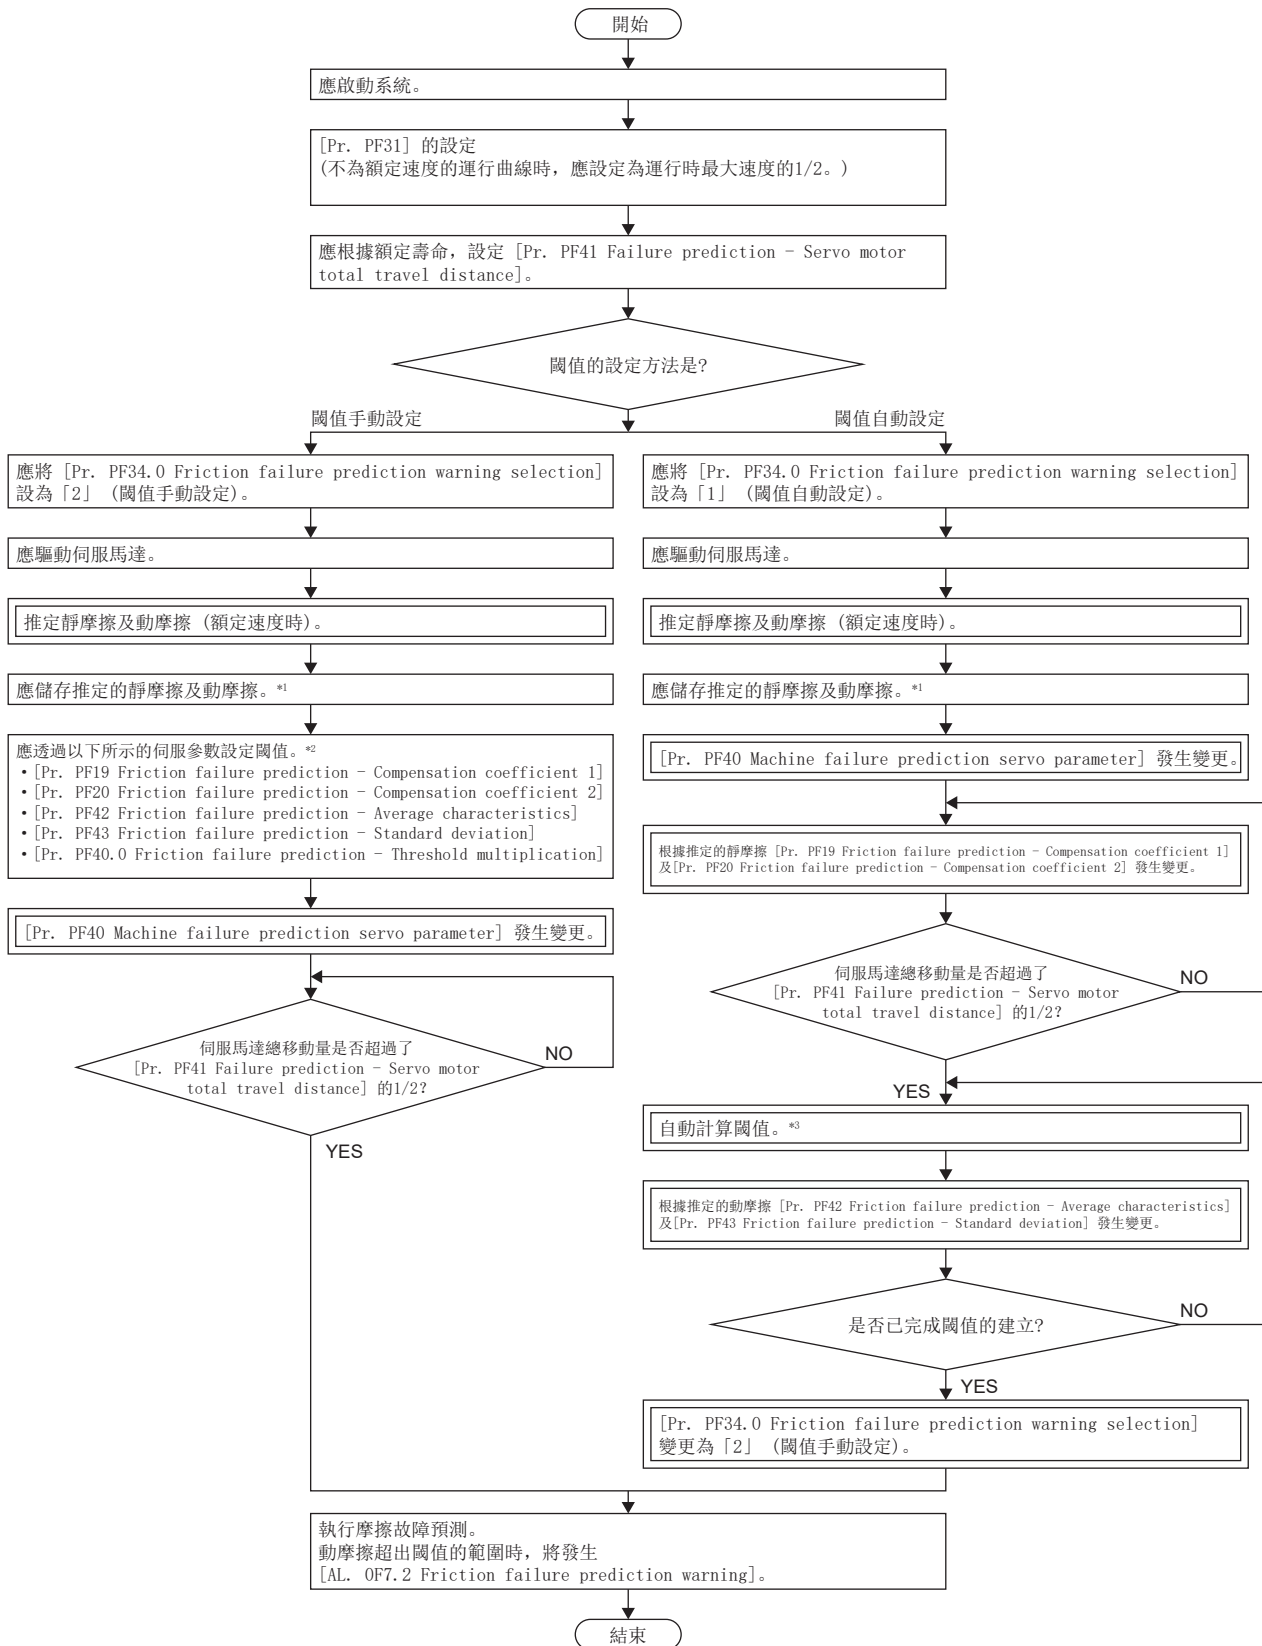 開始
應啟動系統。
[Pr. PF31] 的設定
(不為額定速度的運行曲線時，應設定為運行時最大速度的1/2。)
應根據額定壽命，設定 [Pr. PF41 Failure prediction - Servo motor
total travel distance]。
閾值的設定方法是?
閾值手動設定
應將 [Pr. PF34.0 Friction failure prediction warning selection]
設為「2」 (閾值手動設定)。
應驅動伺服馬達。
推定靜摩擦及動摩擦 (額定速度時)。
應儲存推定的靜摩擦及動摩擦。*1
應透過以下所示的伺服參數設定閾值。*2
• [Pr. PF19 Friction failure prediction - Compensation coefficient 1]
• [Pr. PF20 Friction failure prediction - Compensation coefficient 2]
• [Pr. PF42 Friction failure prediction - Average characteristics]
• [Pr. PF43 Friction failure prediction - Standard deviation]
• [Pr. PF40.0 Friction failure prediction - Threshold multiplication]
[Pr. PF40 Machine failure prediction servo parameter] 發生變更。
伺服馬達總移動量是否超過了
[Pr. PF41 Failure prediction - Servo motor
total travel distance] 的1/2?
NO
YES
閾值自動設定
應將 [Pr. PF34.0 Friction failure prediction warning selection]
設為「1」 (閾值自動設定)。
應驅動伺服馬達。
推定靜摩擦及動摩擦 (額定速度時)。
應儲存推定的靜摩擦及動摩擦。*1
[Pr. PF40 Machine failure prediction servo parameter] 發生變更。
根據推定的靜摩擦 [Pr. PF19 Friction failure prediction - Compensation coefficient 1]
及[Pr. PF20 Friction failure prediction - Compensation coefficient 2] 發生變更。
伺服馬達總移動量是否超過了
[Pr. PF41 Failure prediction - Servo motor
total travel distance] 的1/2?
NO
YES
自動計算閾值。*3
根據推定的動摩擦 [Pr. PF42 Friction failure prediction - Average characteristics]
及[Pr. PF43 Friction failure prediction - Standard deviation] 發生變更。
是否已完成閾值的建立?
NO
YES
[Pr. PF34.0 Friction failure prediction warning selection]
變更為「2」 (閾值手動設定)。
執行摩擦故障預測。
動摩擦超出閾值的範圍時，將發生
[AL. 0F7.2 Friction failure prediction warning]。
結束